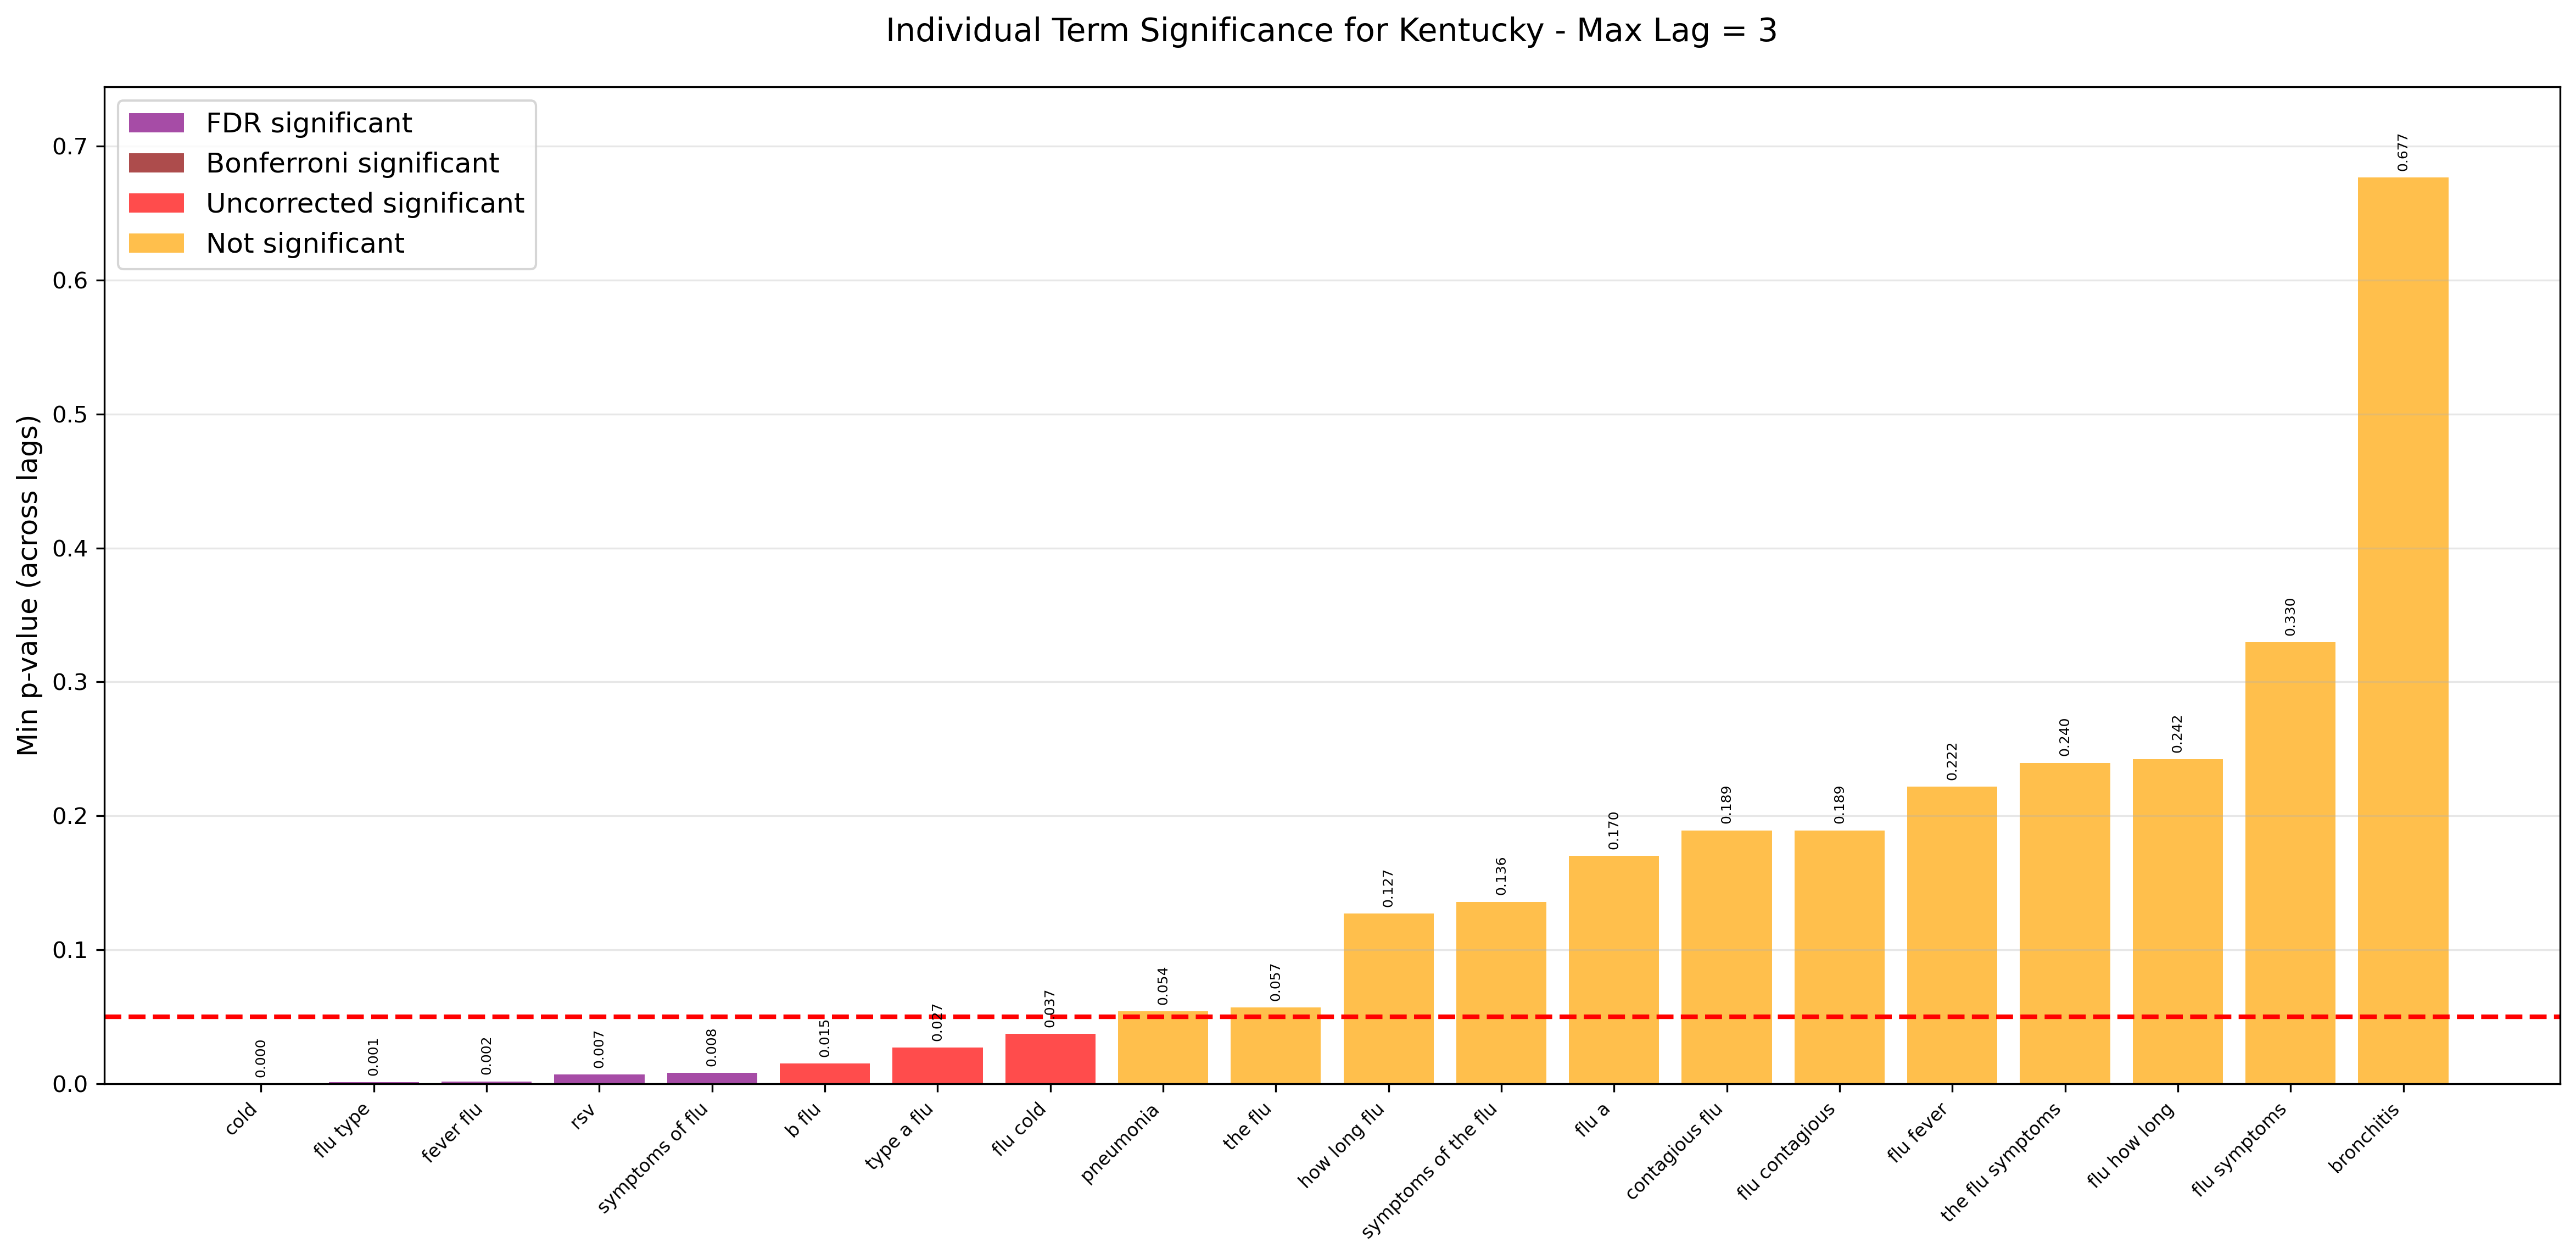 Individual Term Significance for Kentucky - Max Lag = 3
FDR significant
Bonferroni significant
Uncorrected significant
Not significant
Min p-value (across lags)
0.7
0.6
0.5
0.4
0.3
0.2
0.1
0.0
0.000
0.001
0.002
0.007
0.008
0.015
0.027
0.037
0.054
0.057
0.127
0.136
0.170
0.189
0.189
0.222
0.240
0.242
0.330
0.677
cold
flu type
fever flu
rsv
symptoms of flu
b flu
type a flu
flu cold
pneumonia
the flu
how long flu
symptoms of the flu
flu a
contagious flu
flu contagious
flu fever
the flu symptoms
flu how long
flu symptoms
bronchitis